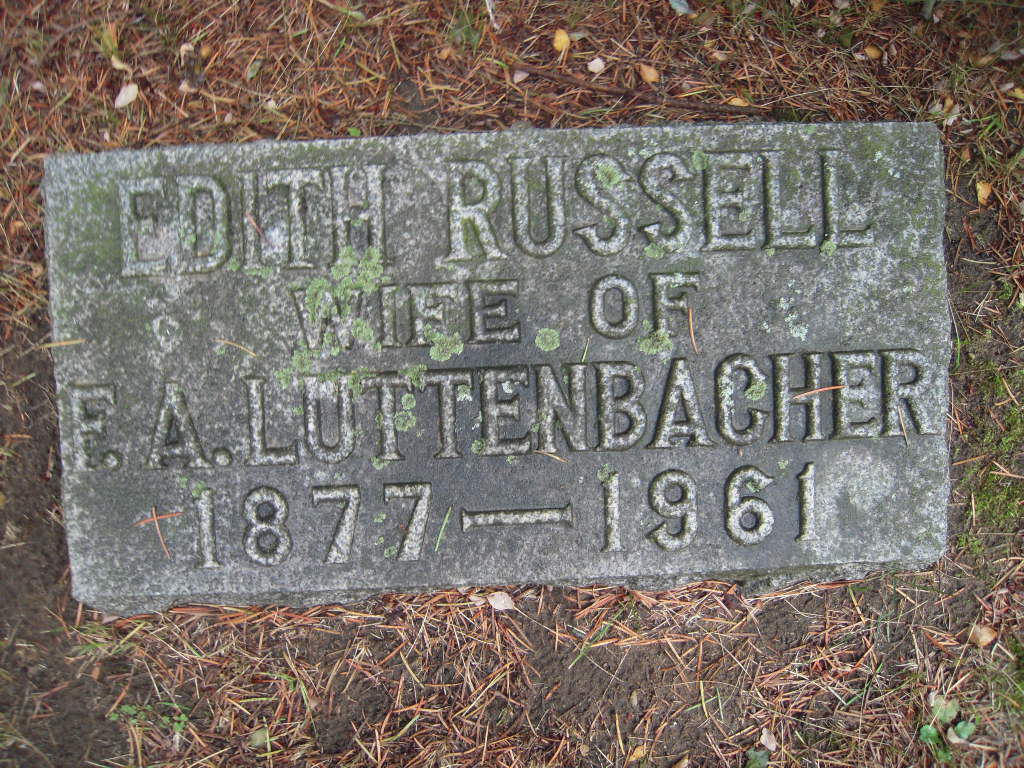 EDITH RUSSELL
WIFE OF
F. A. LUTTENBACHER
1877 — 1961